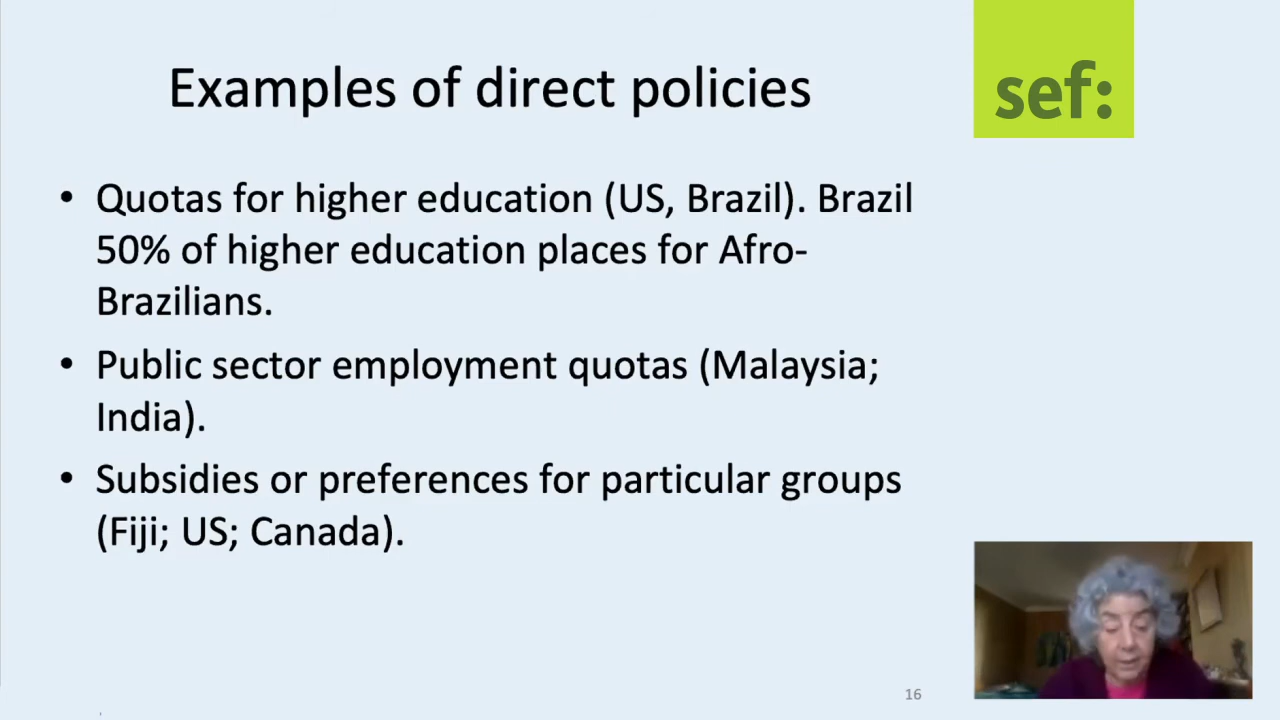 Examples of direct policies
sef:
• Quotas for higher education (US, Brazil). Brazil
50% of higher education places for Afro-
Brazilians.
• Public sector employment quotas (Malaysia;
India).
• Subsidies or preferences for particular groups
(Fiji; US; Canada).
16